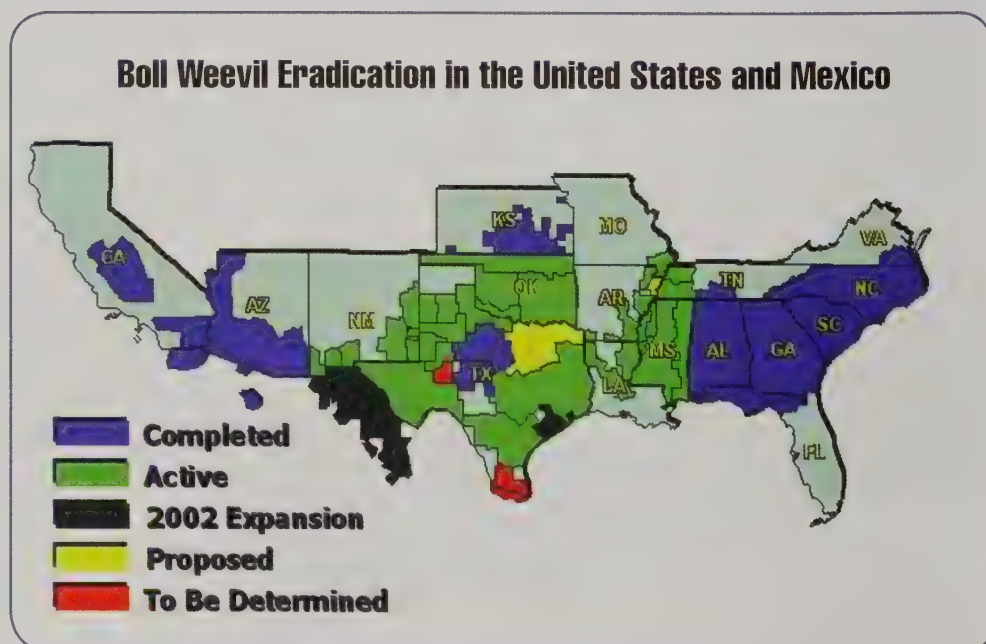 Boll Weevil Eradication in the United States and Mexico
KS
MO
VA
CA
TN
OK
NC
AZ
AR
NM
SC
MS
AL
GA
TX
LA
FL
Completed
Active
2002 Expansion
Proposed
To Be Determined